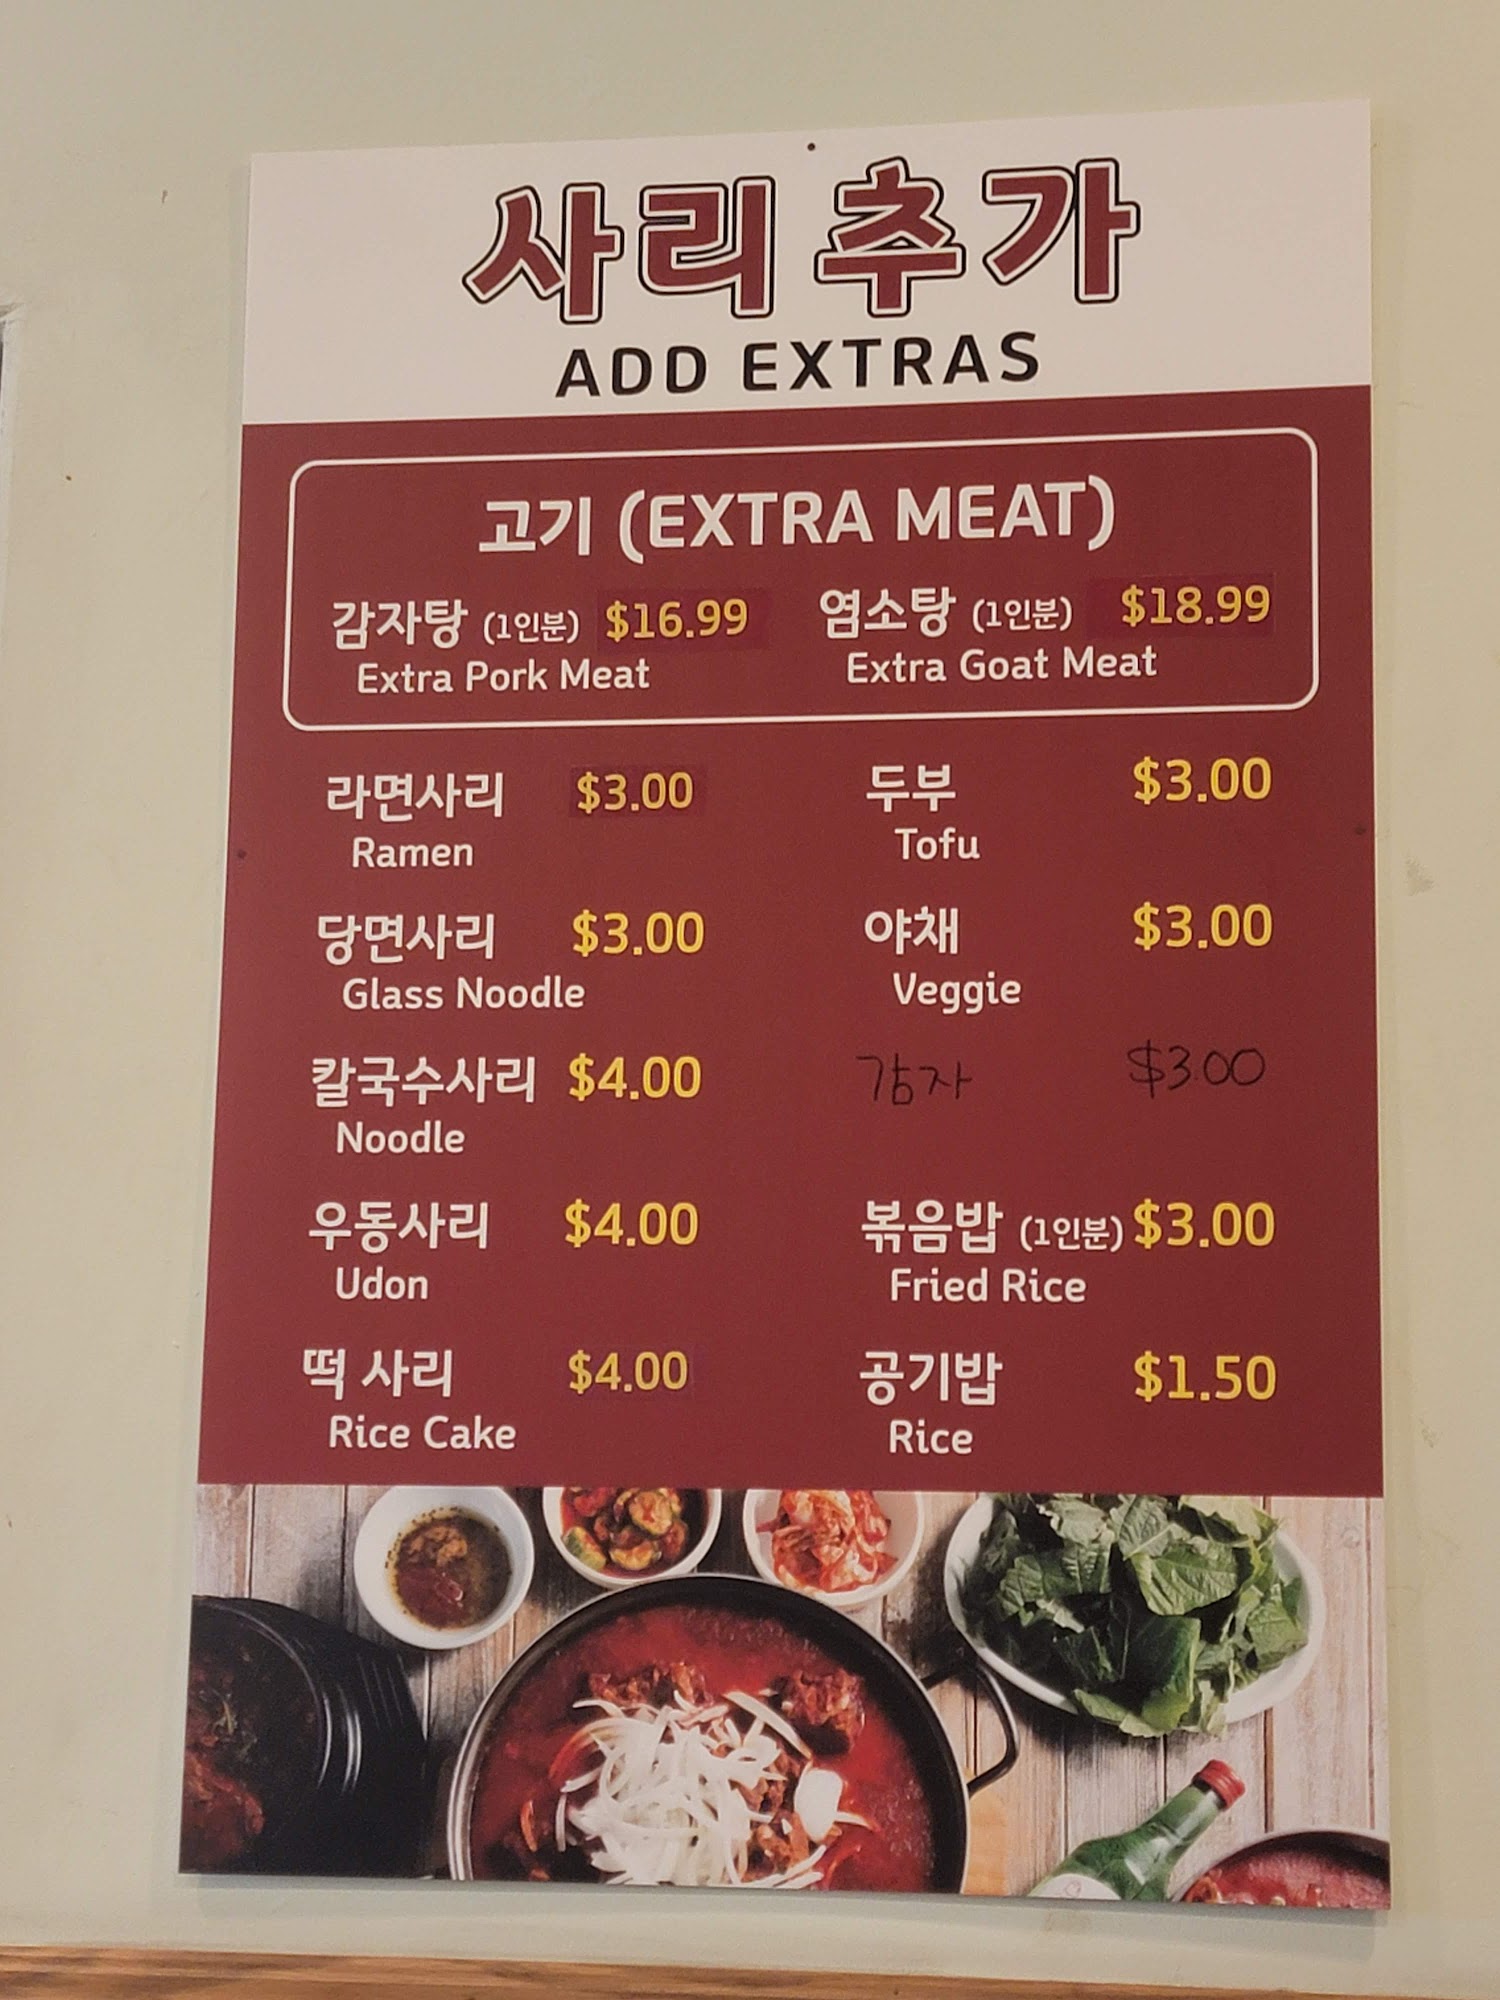 사리 추가
ADD EXTRAS
고기 (EXTRA MEAT)
감자탕 (1인분) $16.99
Extra Pork Meat
염소탕 (1인분) $18.99
Extra Goat Meat
라면사리 $3.00
Ramen
당면사리 $3.00
Glass Noodle
칼국수사리 $4.00
Noodle
우동사리 $4.00
Udon
떡 사리 $4.00
Rice Cake
두부 $3.00
Tofu
야채 $3.00
Veggie
감자 $3.00
볶음밥 (1인분) $3.00
Fried Rice
공기밥 $1.50
Rice